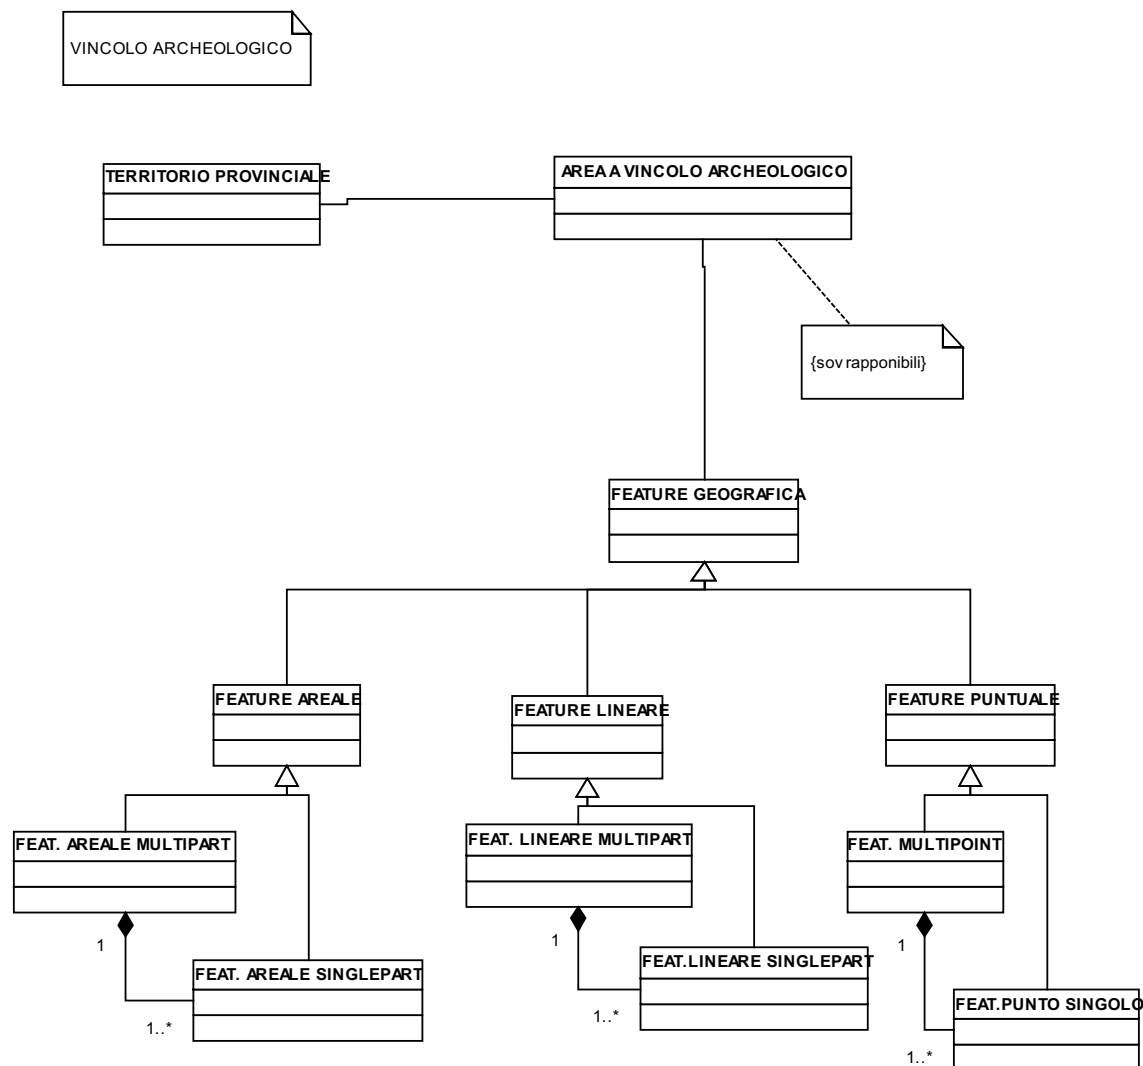 VINCOLO ARCHEOLOGICO
TERRITORIO PROVINCIALE
AREA A VINCOLO ARCHEOLOGICO
{sovrapponibili}
FEATURE GEOGRAFICA
FEATURE AREALE
FEATURE LINEARE
FEATURE PUNTUALE
FEAT. AREALE MULTIPART
FEAT. LINEARE MULTIPART
FEAT. MULTIPOINT
1
1
1
FEAT. AREALE SINGLEPART
FEAT.LINEARE SINGLEPART
FEAT.PUNTO SINGOLO
1..*
1..*
1..*